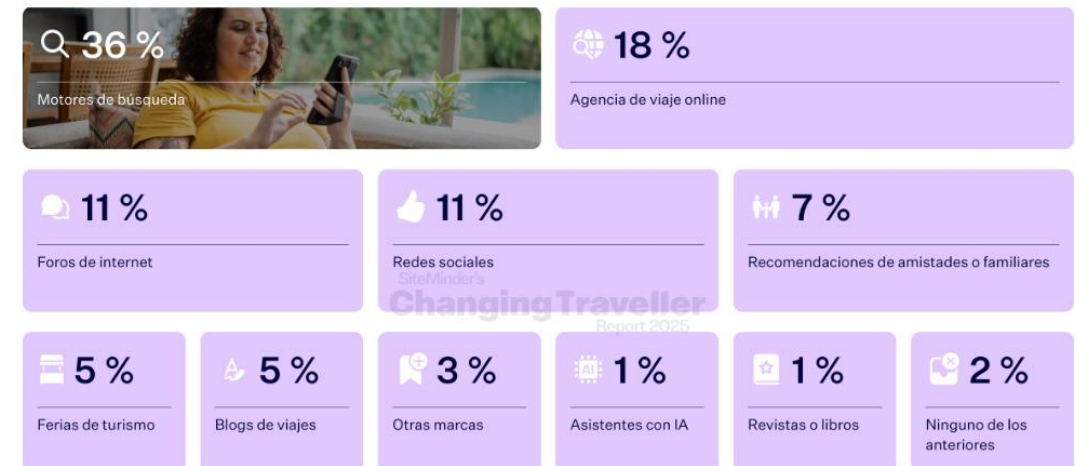 36 %
Motores de búsqueda
18 %
Agencia de viaje online
11 %
Foros de internet
11 %
Redes sociales
7 %
Recomendaciones de amistades o familiares
SiteMinder's
Changing Traveller
Report 2025
5 %
Ferias de turismo
5 %
Blogs de viajes
3 %
Otras marcas
AI
1 %
Asistentes con IA
1 %
Revistas o libros
2 %
Ninguno de los
anteriores